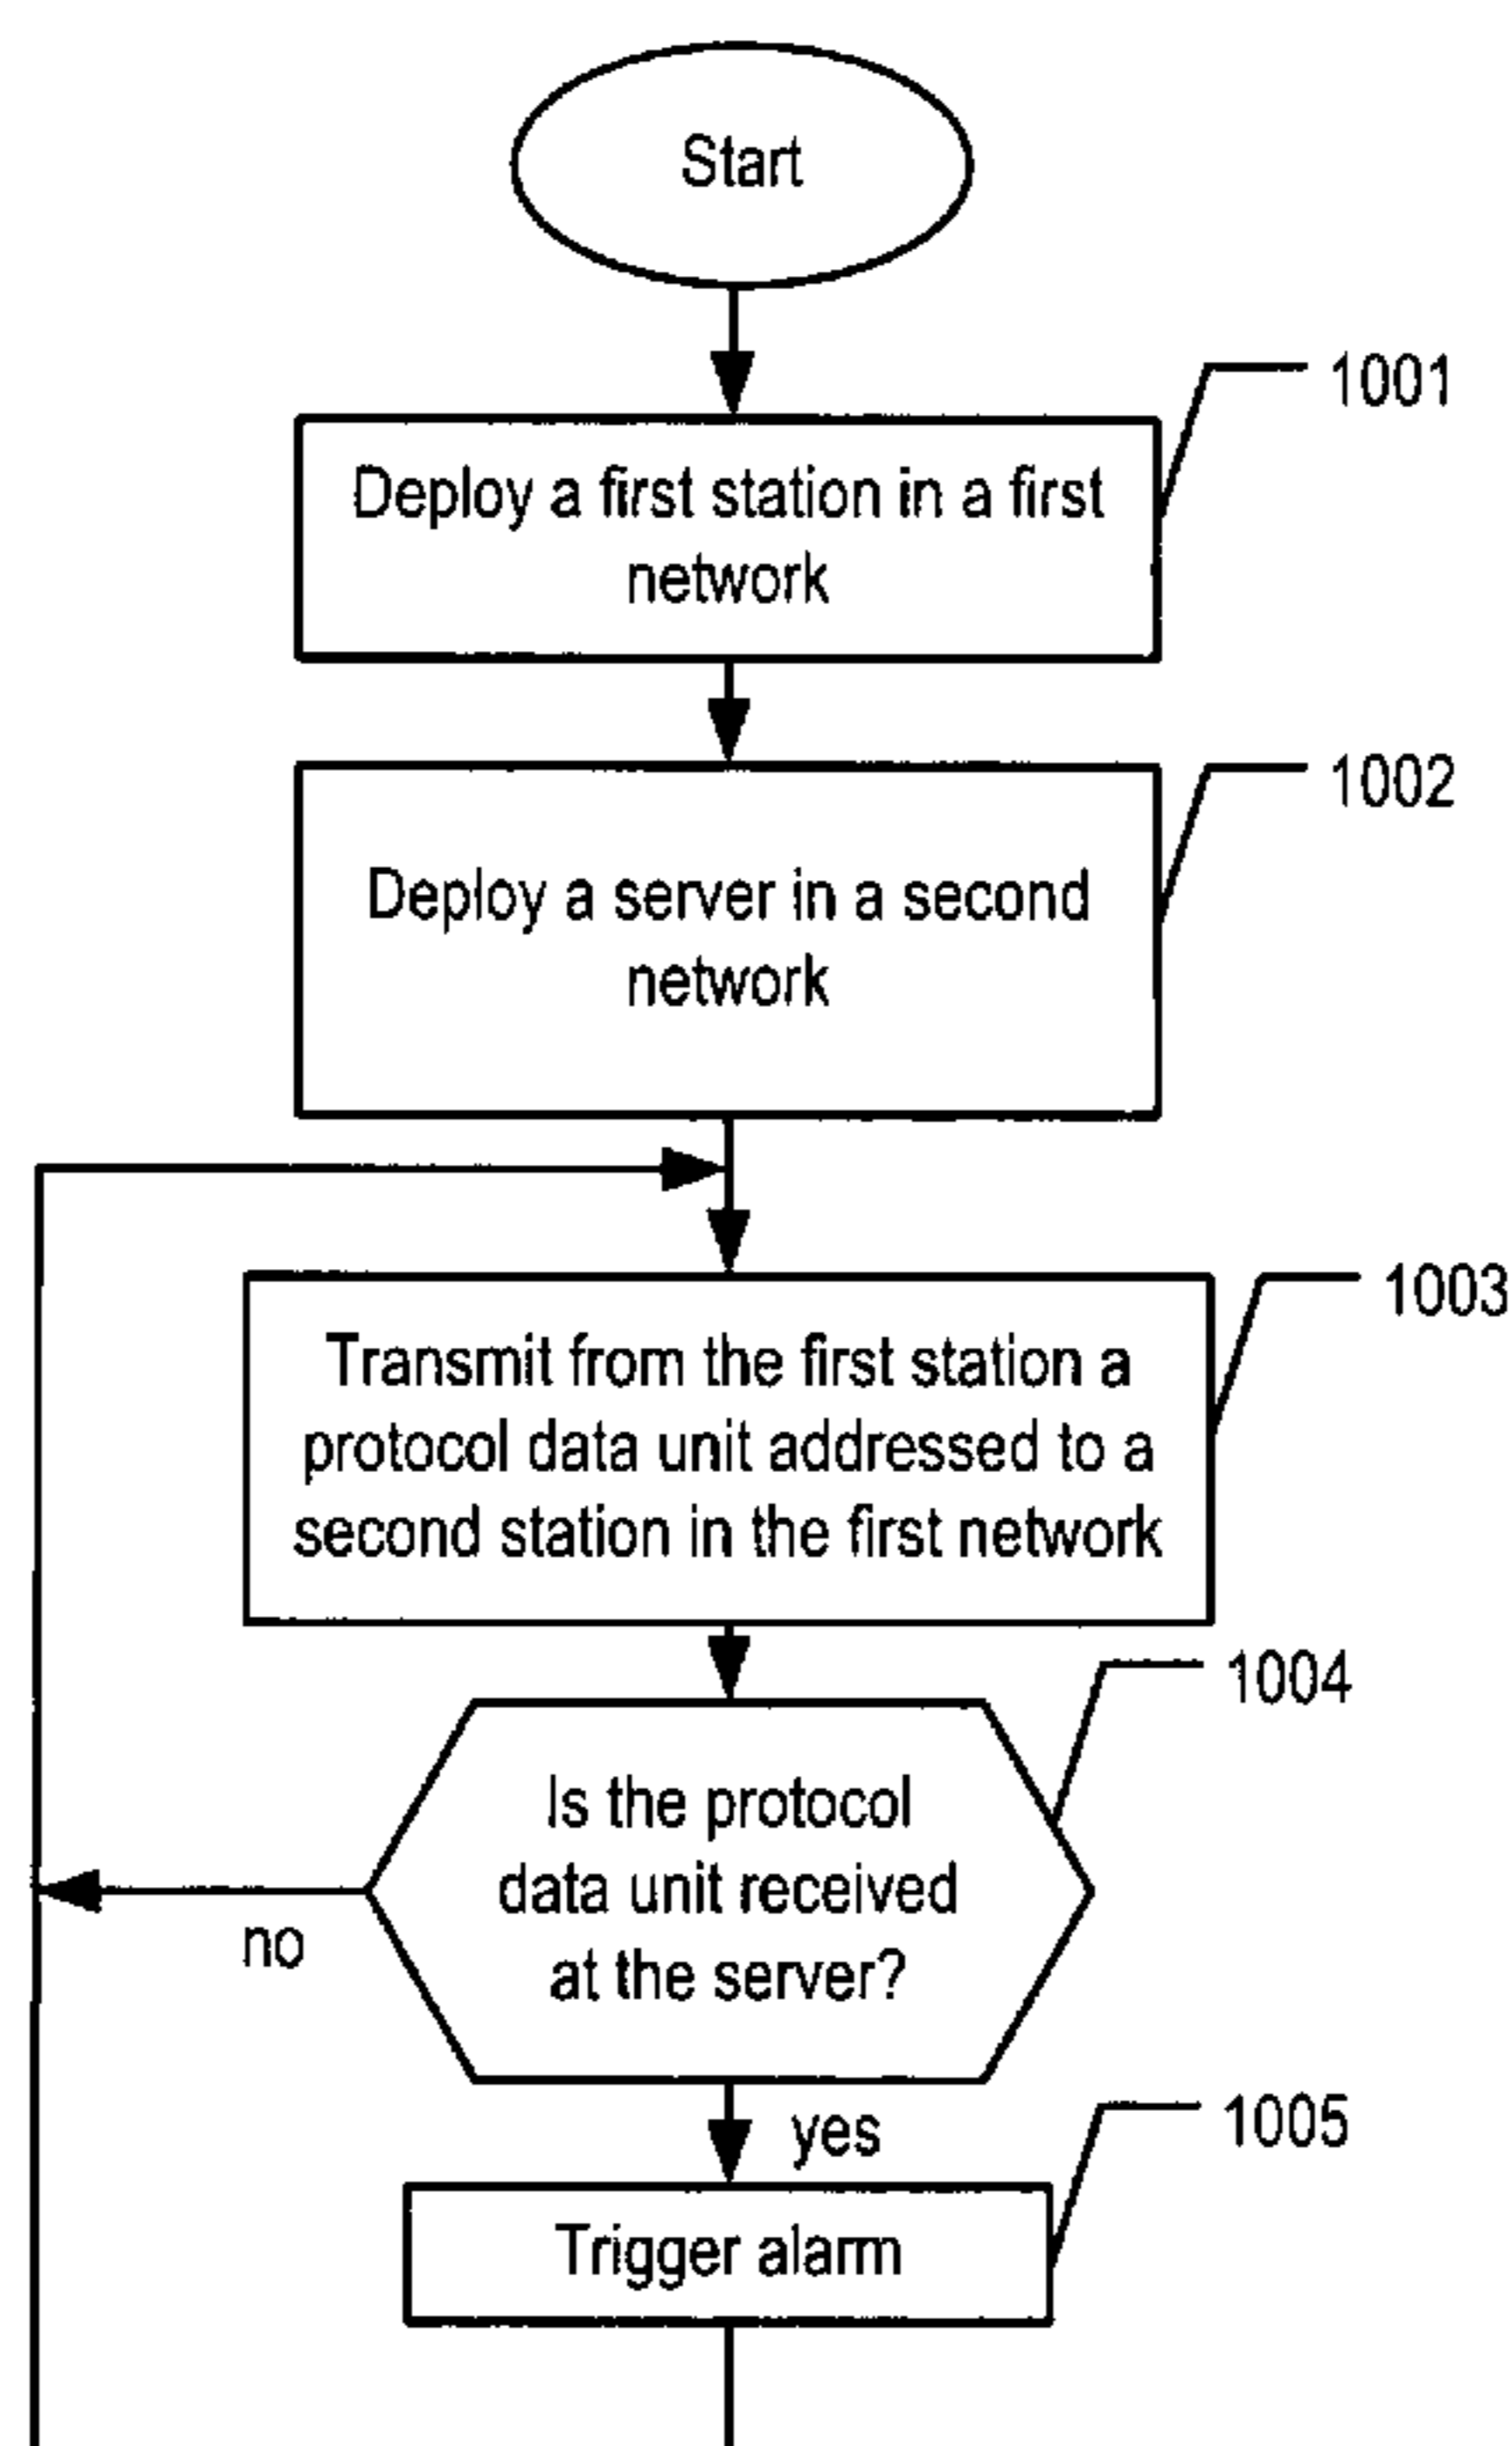 Start
1001
Deploy a first station in a first
network
1002
Deploy a server in a second
network
1003
Transmit from the first station a
protocol data unit addressed to a
second station in the first network
1004
Is the protocol
data unit received
at the server?
no
yes
1005
Trigger alarm